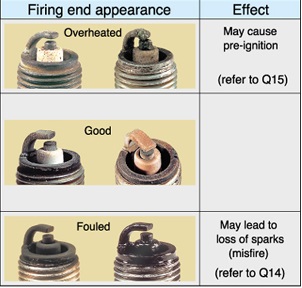 Firing end appearance
Effect
Overheated
May cause
pre-ignition
(refer to Q15)
Good
Fouled
May lead to
loss of sparks
(misfire)
(refer to Q14)